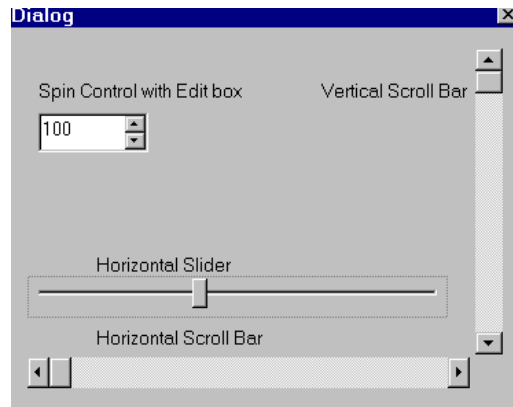 Dialog
Spin Control with Edit box
Vertical Scroll Bar
100
Horizontal Slider
Horizontal Scroll Bar